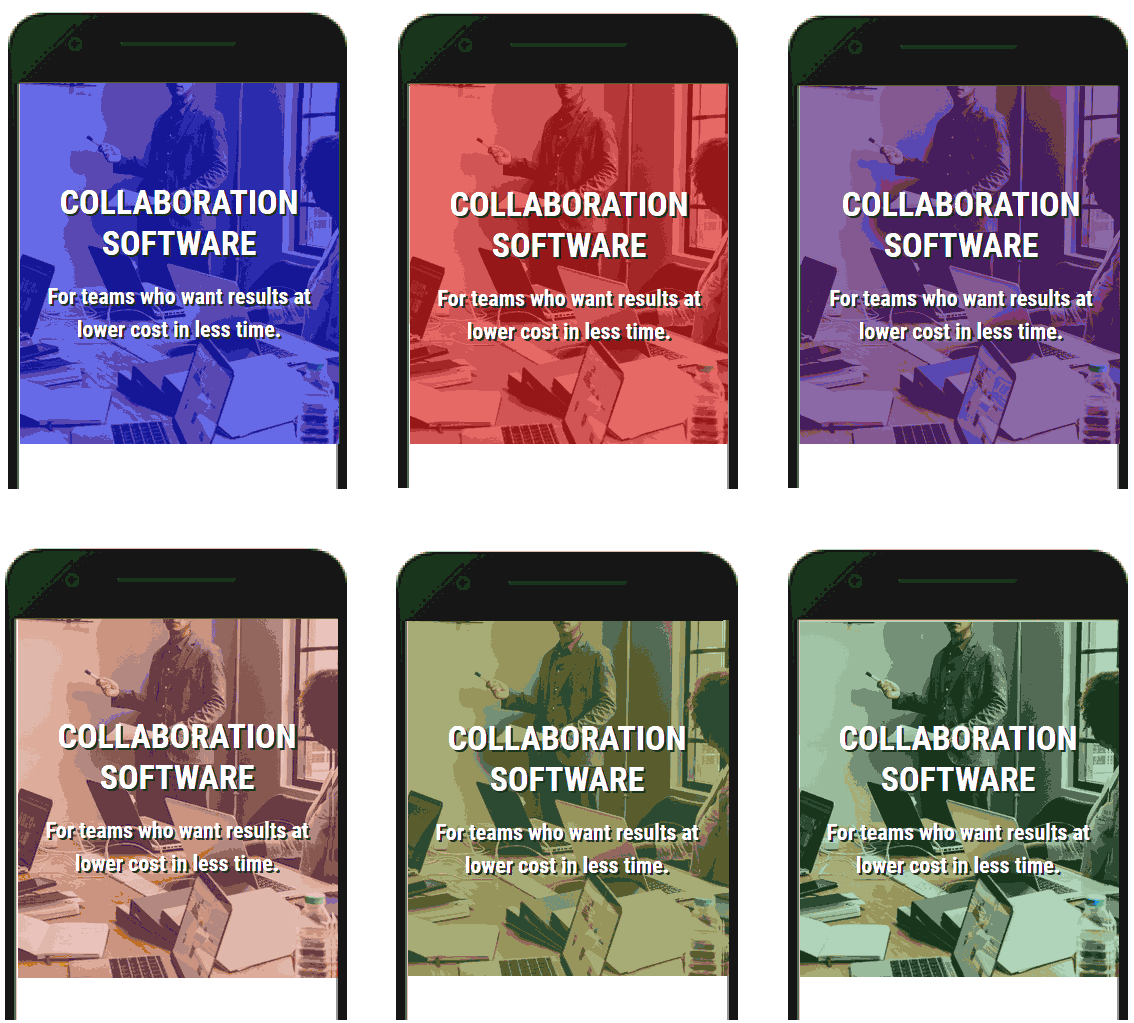 COLLABORATION
SOFTWARE
For teams who want results at
lower cost in less time.
COLLABORATION
SOFTWARE
For teams who want results at
lower cost in less time.
COLLABORATION
SOFTWARE
For teams who want results at
lower cost in less time.
COLLABORATION
SOFTWARE
For teams who want results at
lower cost in less time.
COLLABORATION
SOFTWARE
For teams who want results at
lower cost in less time.
COLLABORATION
SOFTWARE
For teams who want results at
lower cost in less time.